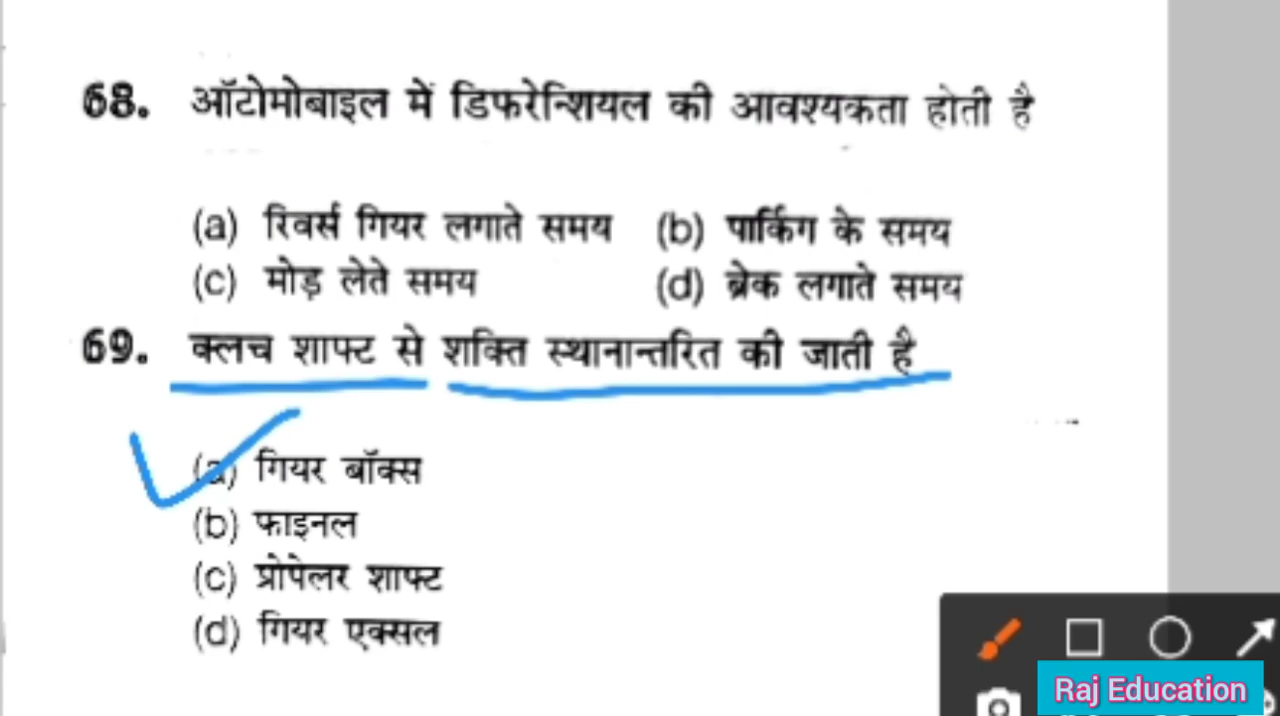 68. ऑटोमोबाइल में डिफरेन्शियल की आवश्यकता होती है
(a) रिवर्स गियर लगाते समय (b) पार्किंग के समय
(c) मोड़ लेते समय (d) ब्रेक लगाते समय
69. क्लच शाफ्ट से शक्ति स्थानान्तरित की जाती है
(a) गियर बॉक्स
(b) फाइनल
(c) प्रोपेलर शाफ्ट
(d) गियर एक्सल
Raj Education